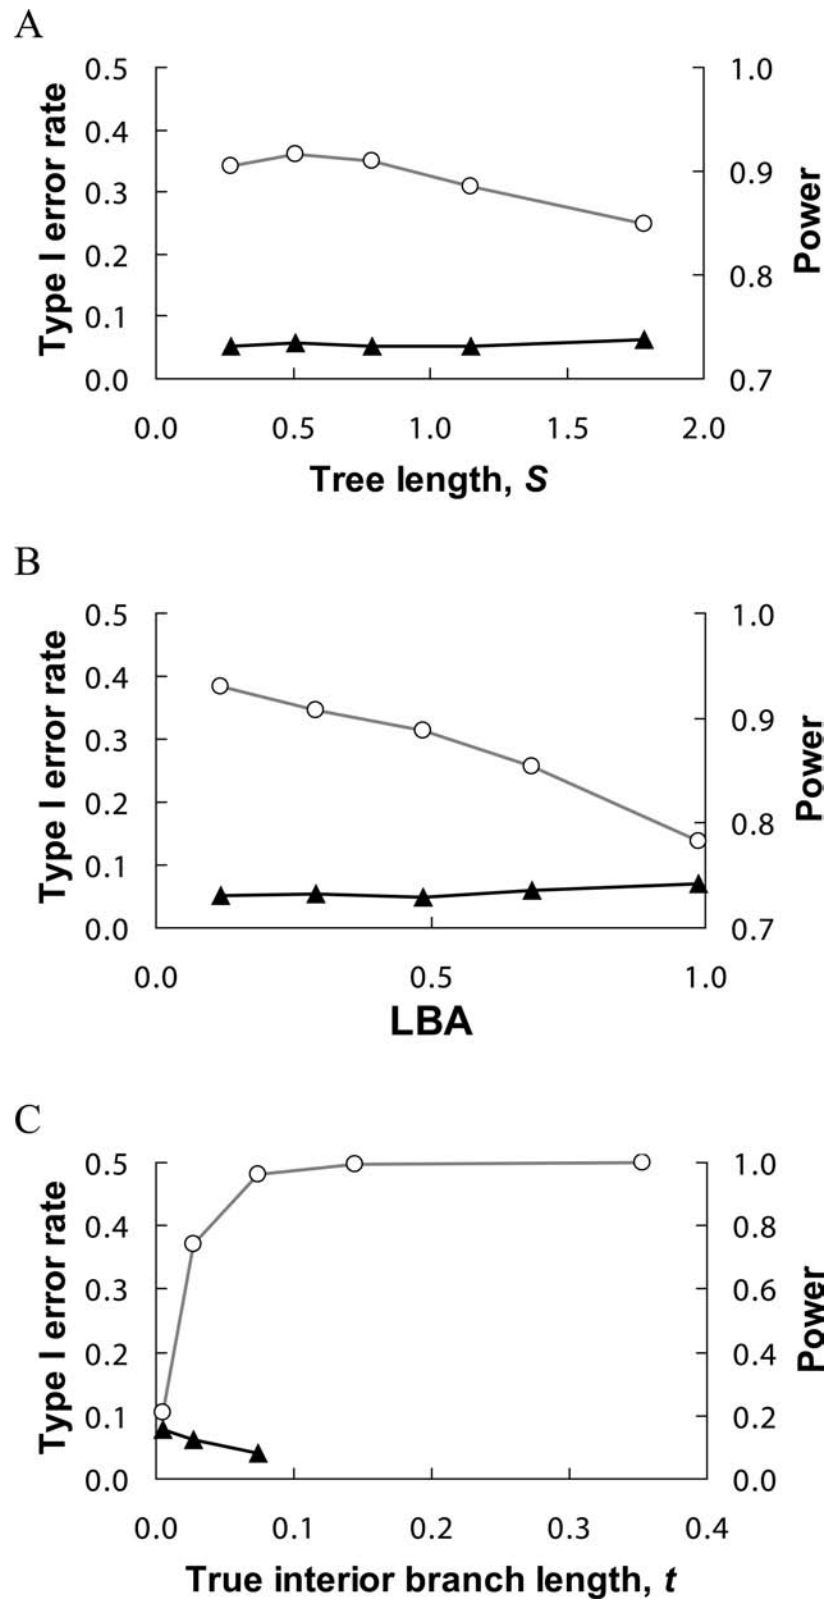 A
Type I error rate
0.5
0.4
0.3
0.2
0.1
0.0
1.0
0.9
0.8
0.7
Power
0.0 0.5 1.0 1.5 2.0
Tree length, S
B
Type I error rate
0.5
0.4
0.3
0.2
0.1
0.0
1.0
0.9
0.8
0.7
Power
0.0 0.5 1.0
LBA
C
Type I error rate
0.5
0.4
0.3
0.2
0.1
0.0
1.0
0.8
0.6
0.4
0.2
0.0
Power
0.0 0.1 0.2 0.3 0.4
True interior branch length, t